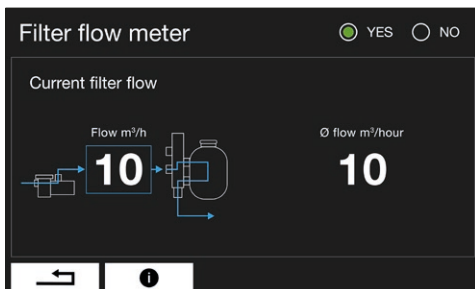 Filter flow meter
YES NO
Current filter flow
Flow m³/h
10
Ø flow m³/hour
10